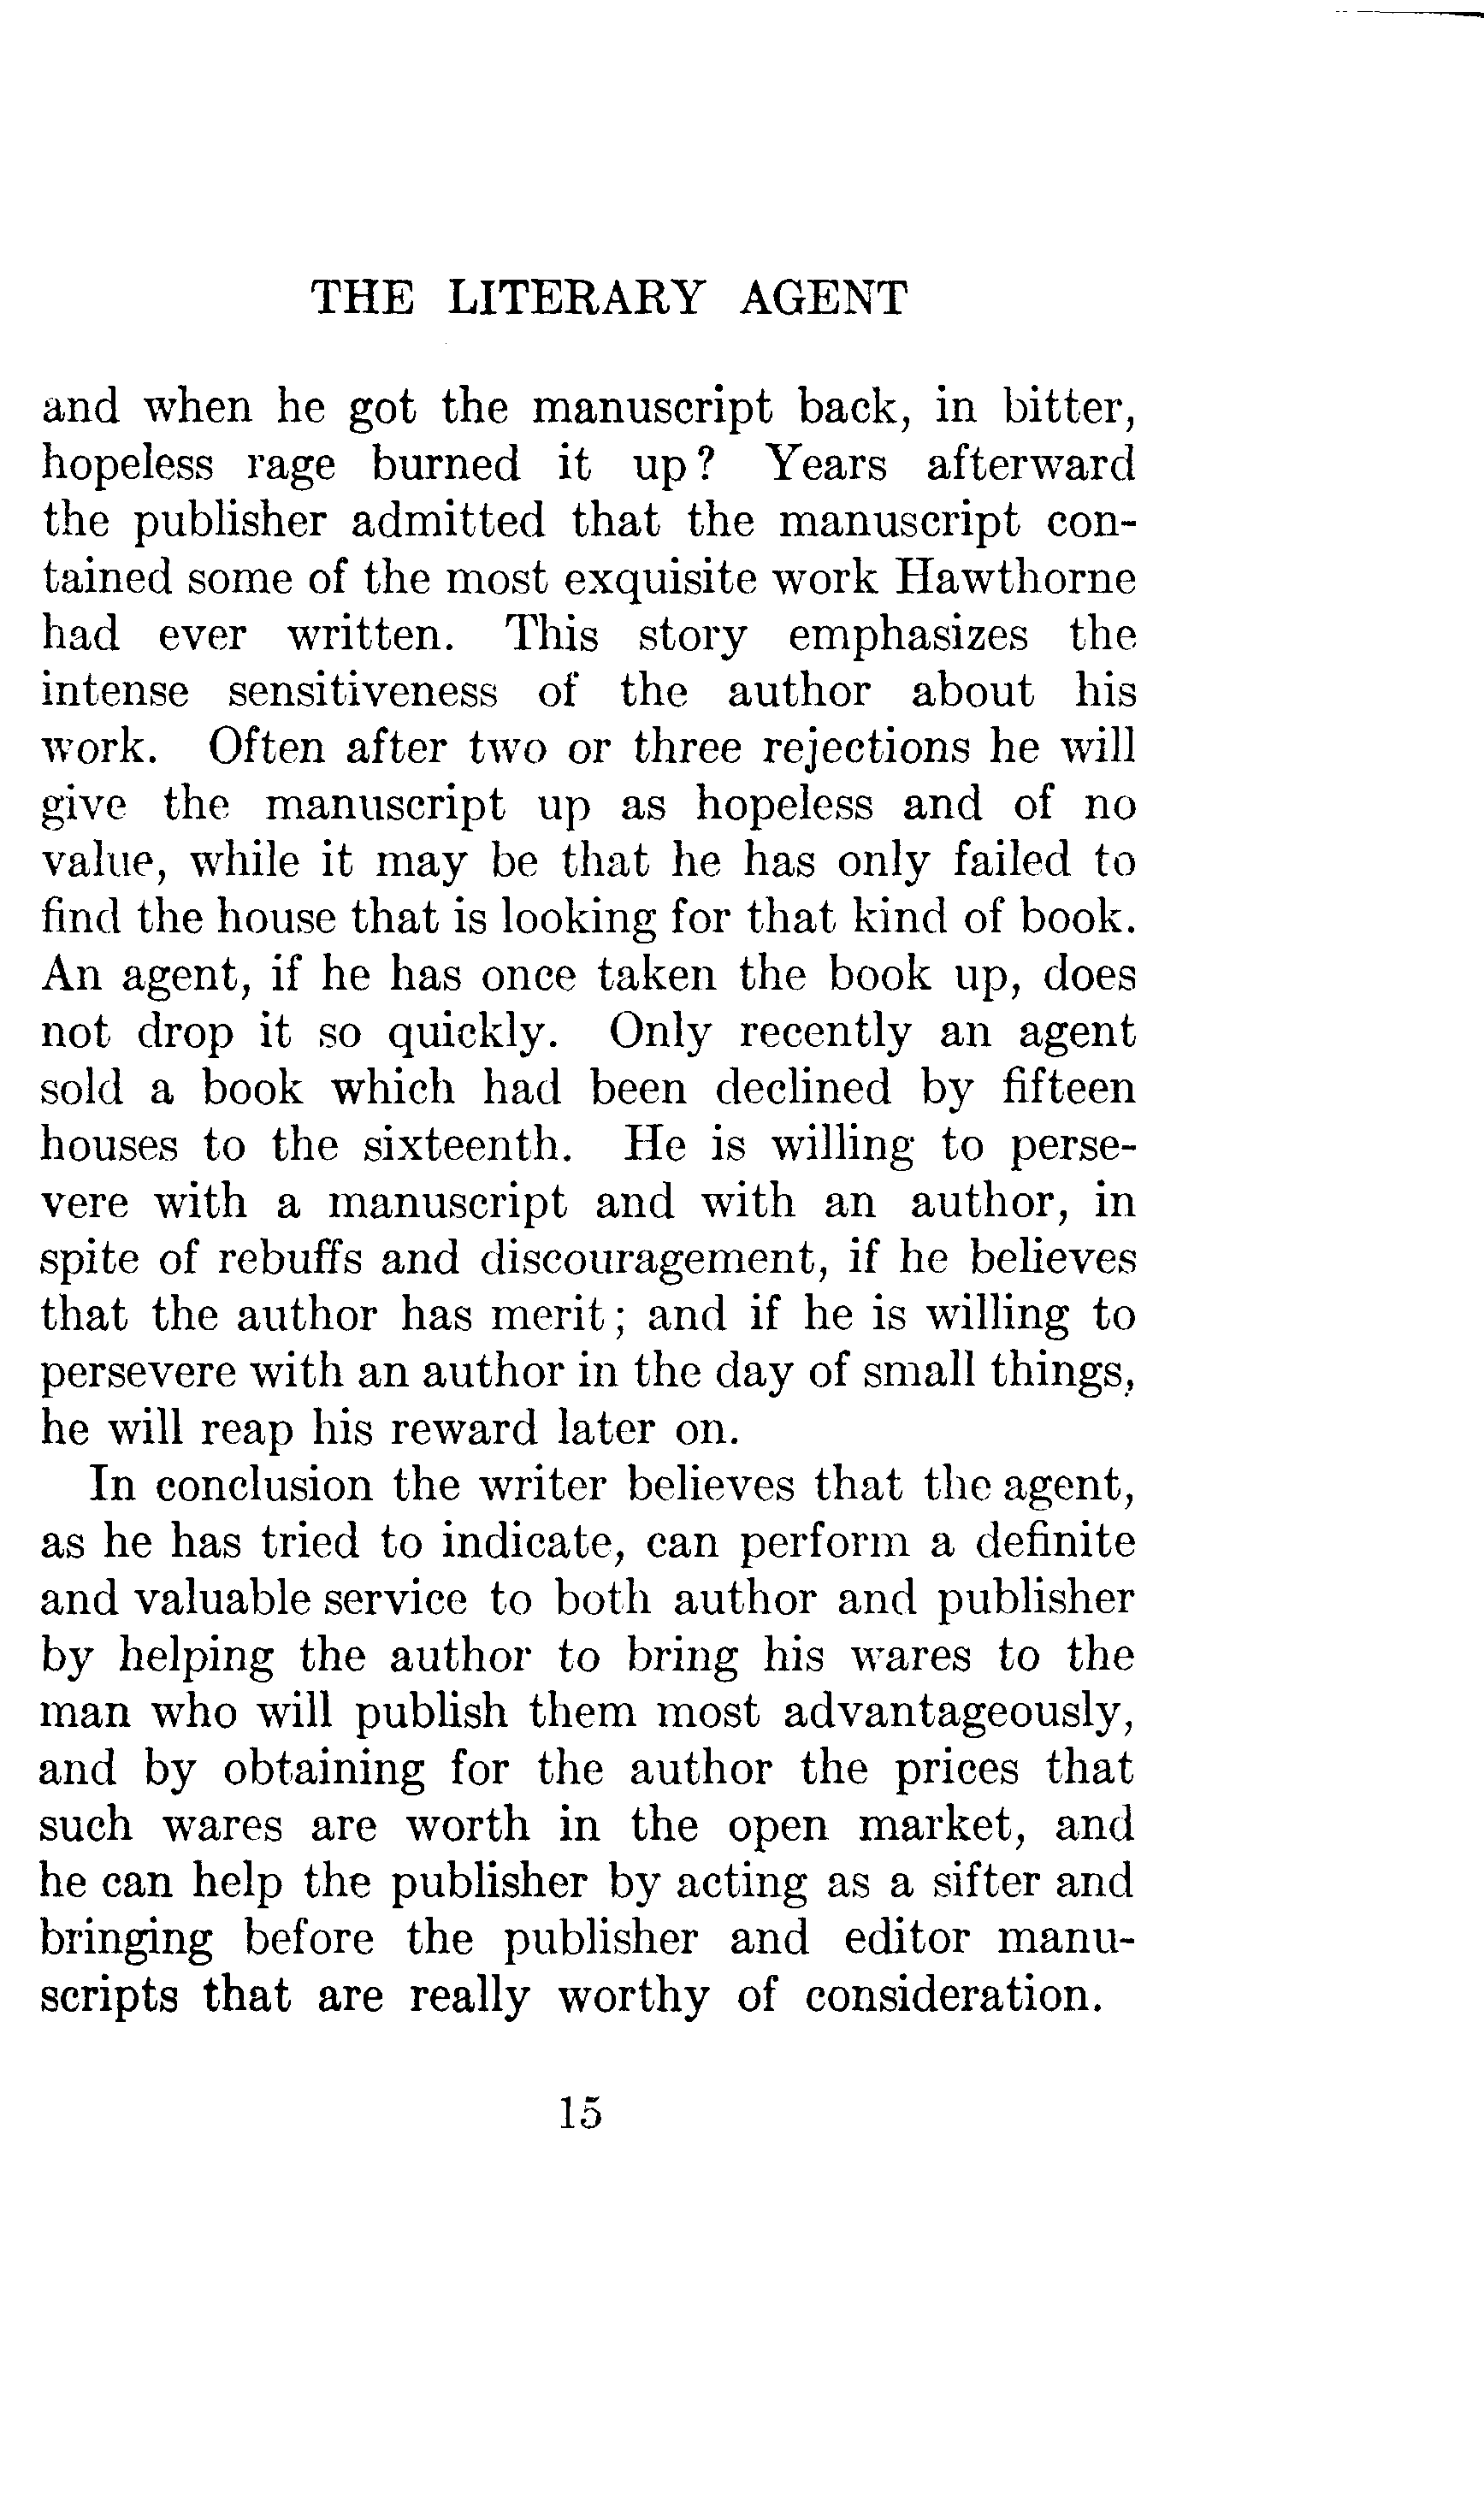 THE LITERARY AGENT
and when he got the manuscript back, in bitter,
hopeless rage burned it up? Years afterward
the publisher admitted that the manuscript con-
tained some of the most exquisite work Hawthorne
had ever written. This story emphasizes the
intense sensitiveness of the author about his
work. Often after two or three rejections he will
give the manuscript up as hopeless and of no
value, while it may be that he has only failed to
find the house that is looking for that kind of book.
An agent, if he has once taken the book up, does
not drop it so quickly. Only recently an agent
sold a book which had been declined by fifteen
houses to the sixteenth. He is willing to perse-
vere with a manuscript and with an author, in
spite of rebuffs and discouragement, if he believes
that the author has merit; and if he is willing to
persevere with an author in the day of small things,
he will reap his reward later on.
In conclusion the writer believes that the agent,
as he has tried to indicate, can perform a definite
and valuable service to both author and publisher
by helping the author to bring his wares to the
man who will publish them most advantageously,
and by obtaining for the author the prices that
such wares are worth in the open market, and
he can help the publisher by acting as a sifter and
bringing before the publisher and editor manu-
scripts that are really worthy of consideration.
15